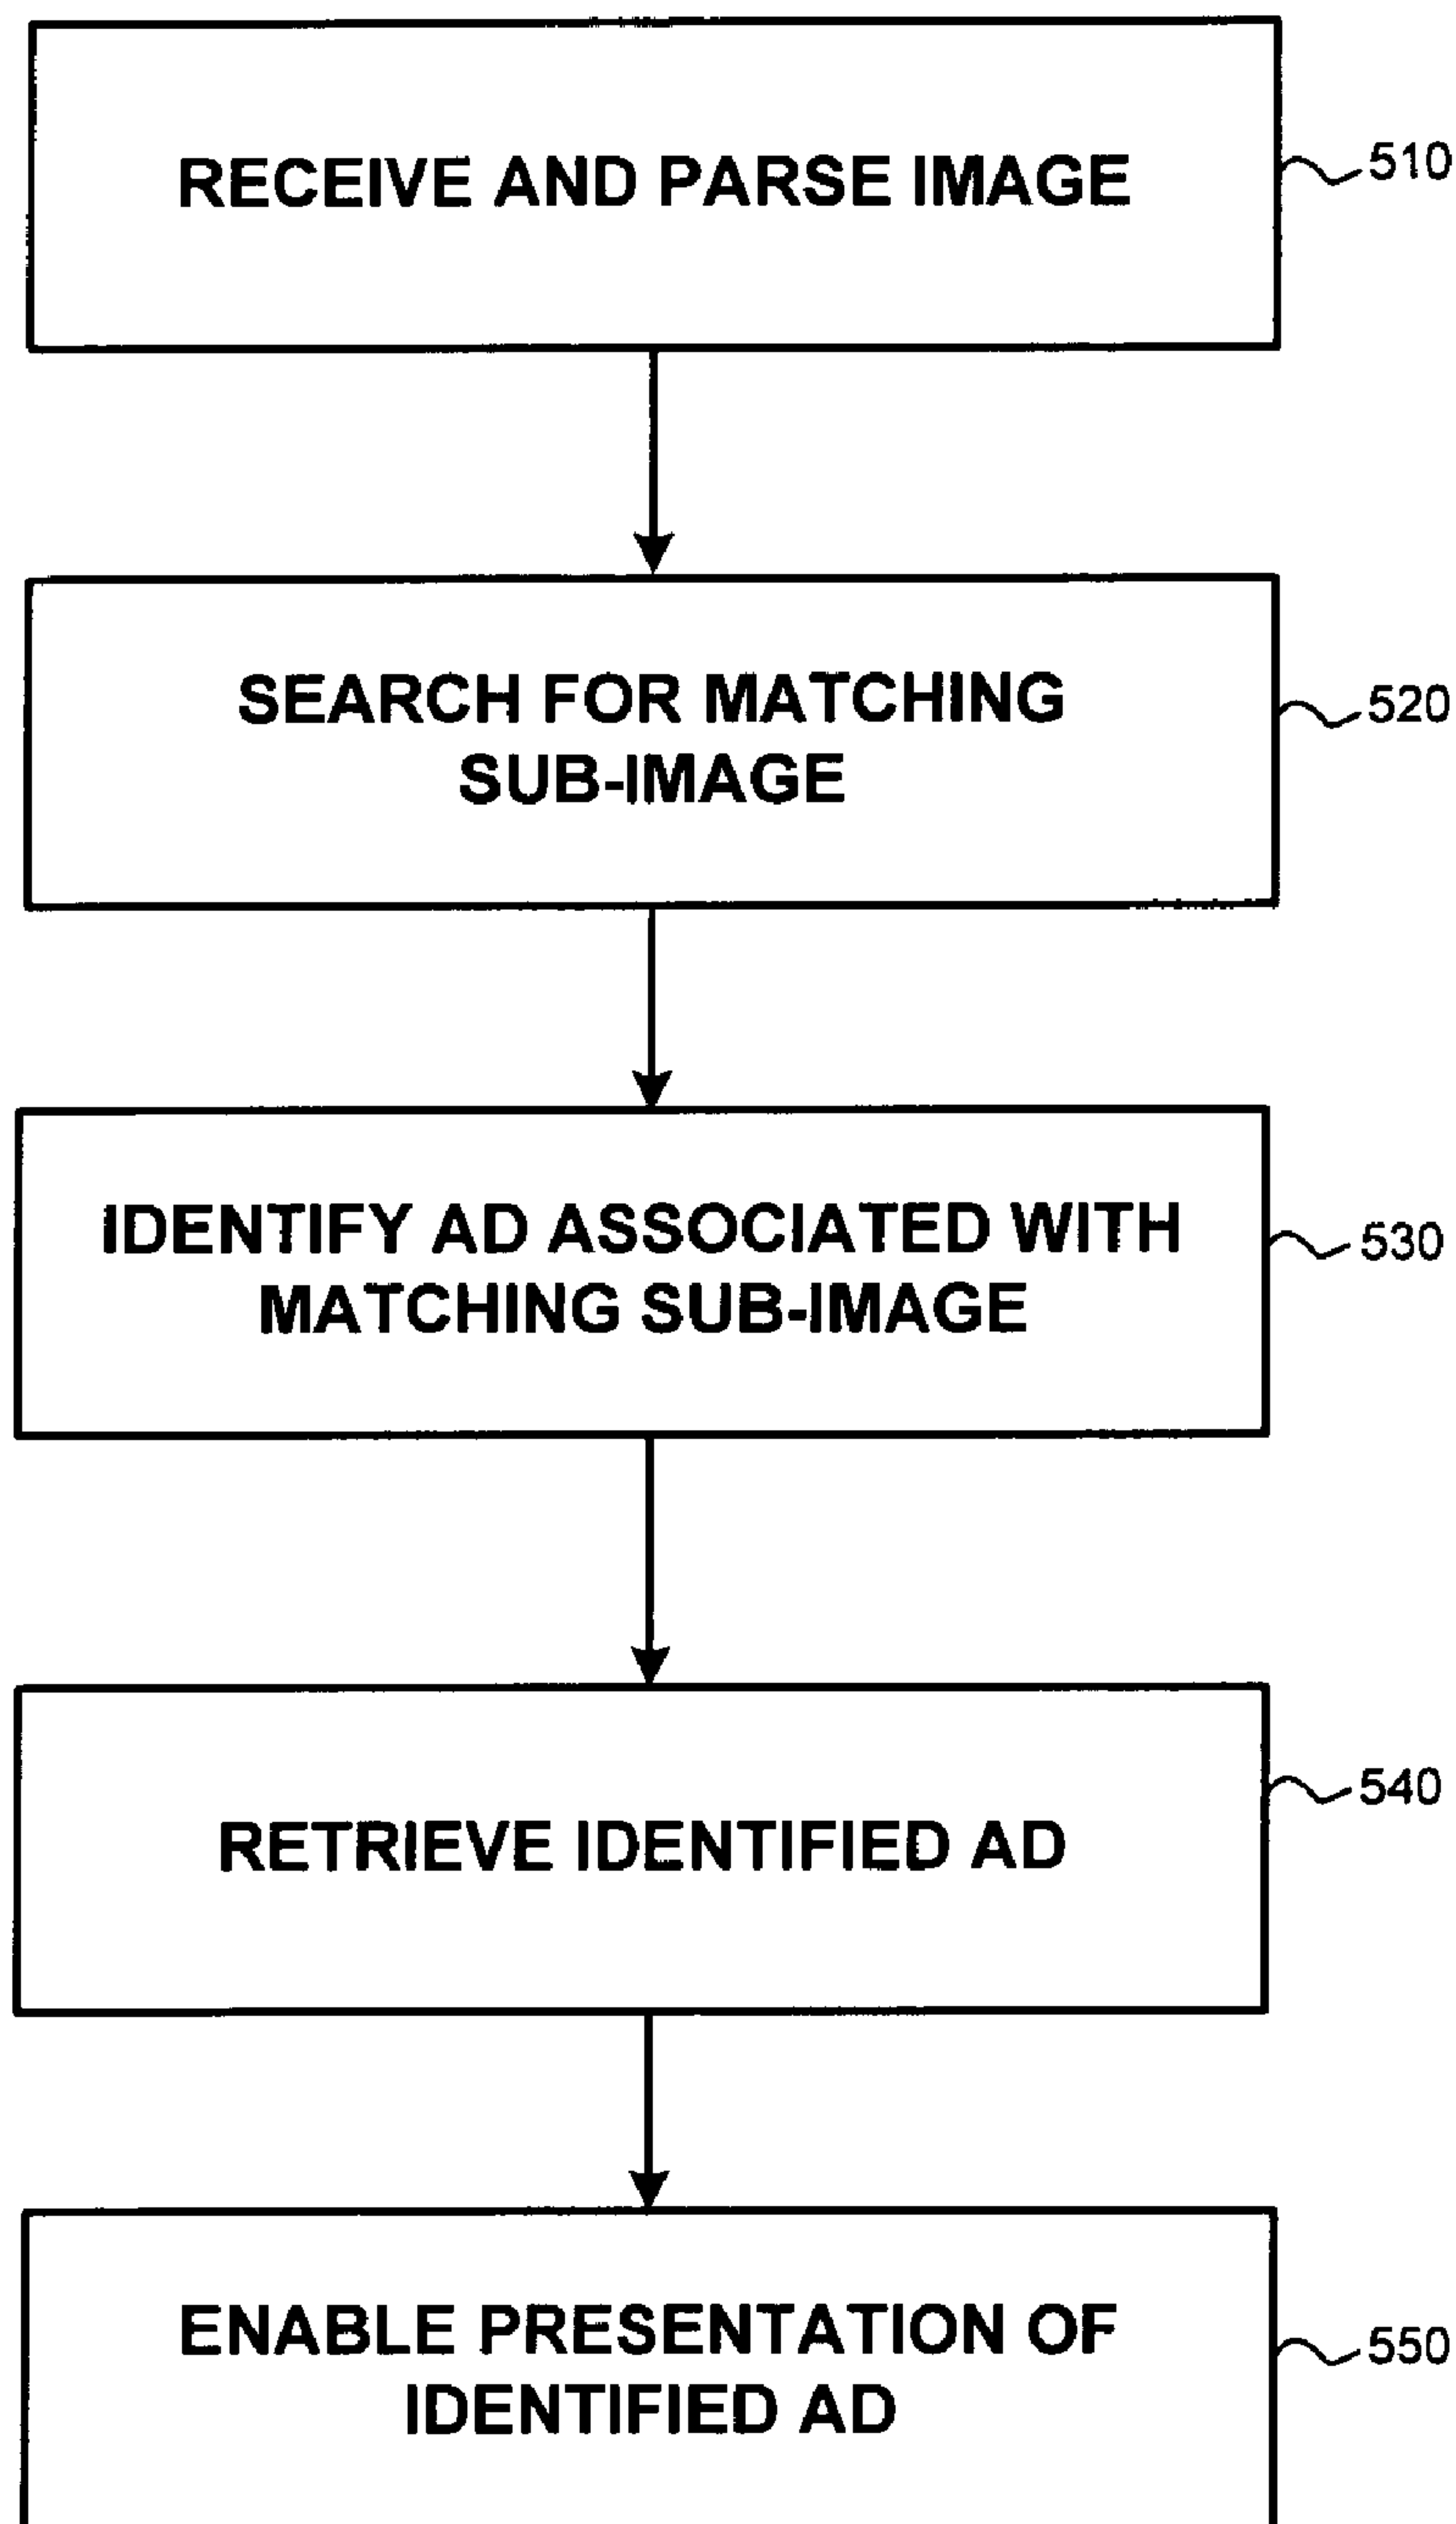 RECEIVE AND PARSE IMAGE
510
SEARCH FOR MATCHING
SUB-IMAGE
520
IDENTIFY AD ASSOCIATED WITH
MATCHING SUB-IMAGE
530
RETRIEVE IDENTIFIED AD
540
ENABLE PRESENTATION OF
IDENTIFIED AD
550